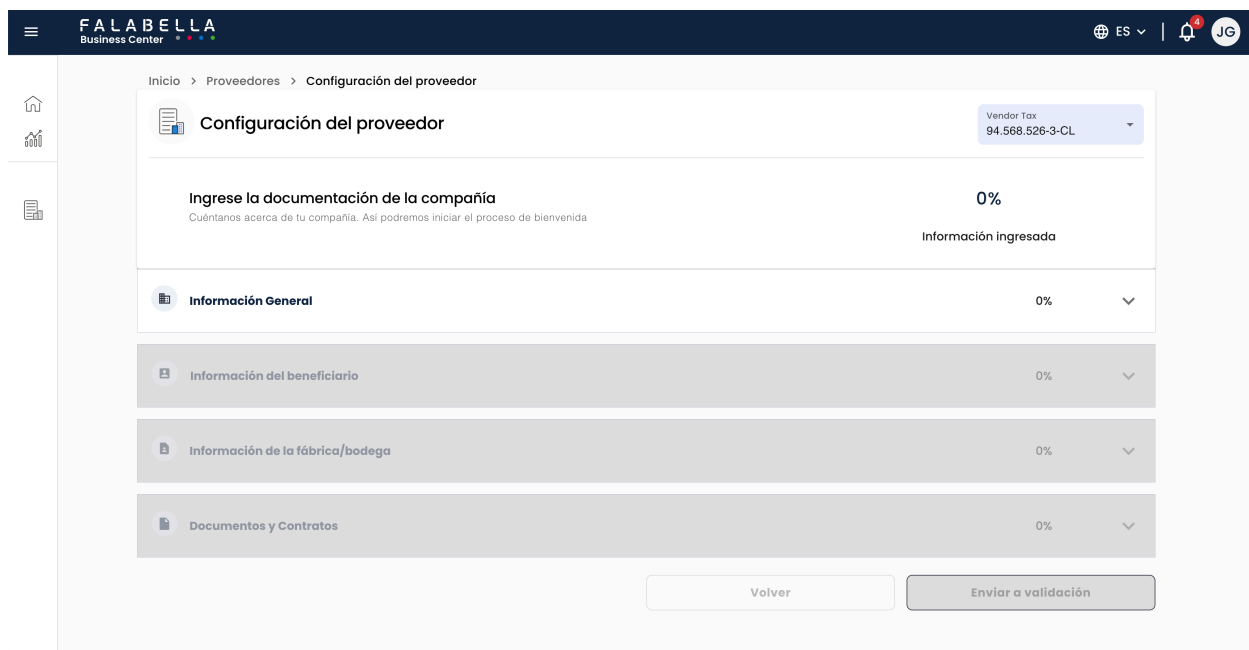 FALABELLA
Business Center
ES
4
JG
Inicio > Proveedores > Configuración del proveedor
Configuración del proveedor
Vendor Tax
94.568.526-3-CL
Ingrese la documentación de la compañía
Cuéntanos acerca de tu compañía. Así podremos iniciar el proceso de bienvenida
0%
Información ingresada
Información General 0%
Información del beneficiario 0%
Información de la fábrica/bodega 0%
Documentos y Contratos 0%
Volver
Enviar a validación